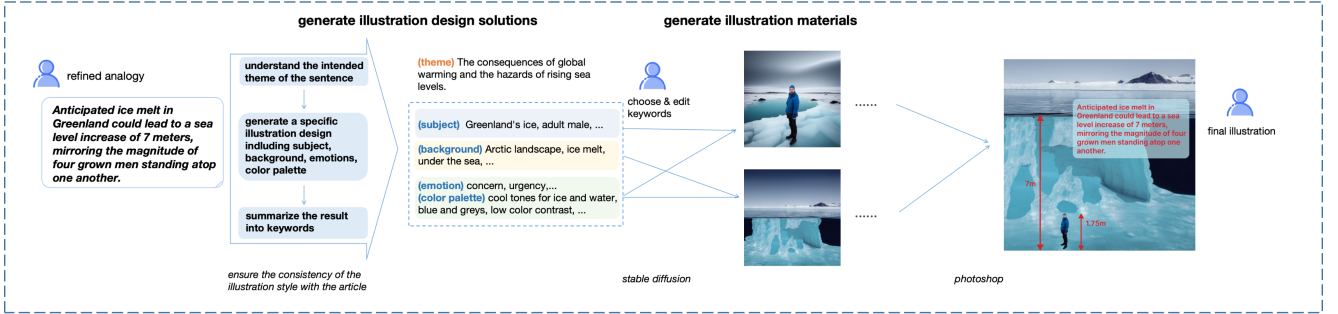 generate illustration design solutions
generate illustration materials
refined analogy
Anticipated ice melt in
Greenland could lead to a sea
level increase of 7 meters,
mirroring the magnitude of
four grown men standing atop
one another.
understand the intended
theme of the sentence
generate a specific
illustration design
indluding subject,
background, emotions,
color palette
summarize the result
into keywords
ensure the consistency of the
illustration style with the article
(theme) The consequences of global
warming and the hazards of rising sea
levels.
(subject) Greenland's ice, adult male, ...
(background) Arctic landscape, ice melt,
under the sea, ...
(emotion) concern, urgency,...
(color palette) cool tones for ice and water,
blue and greys, low color contrast, ...
choose & edit
keywords
stable diffusion
......
......
photoshop
Anticipated ice melt in
Greenland could lead to a sea
level increase of 7 meters,
mirroring the magnitude of four
grown men standing atop one
another.
7m
1.75m
final illustration